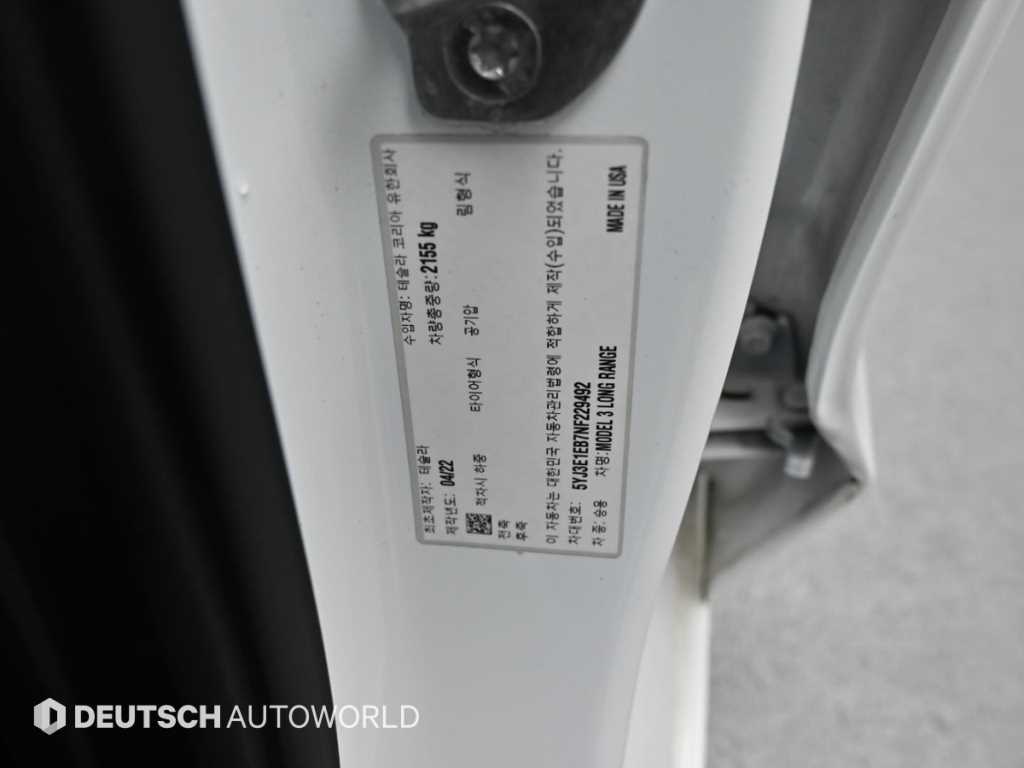 최초제작자: 테슬라 수입자명: 테슬라 코리아 유한회사
제작년도: 04/22 차량총중량: 2155 kg
적차시 하중 타이어형식 공기압 림형식
전축
후축
이 자동차는 대한민국 자동차관리법령에 적합하게 제작(수입)되었습니다.
차대번호: 5YJ3E1EB7NF229492
차 종: 승용 차명: MODEL 3 LONG RANGE MADE IN USA
DEUTSCH AUTOWORLD